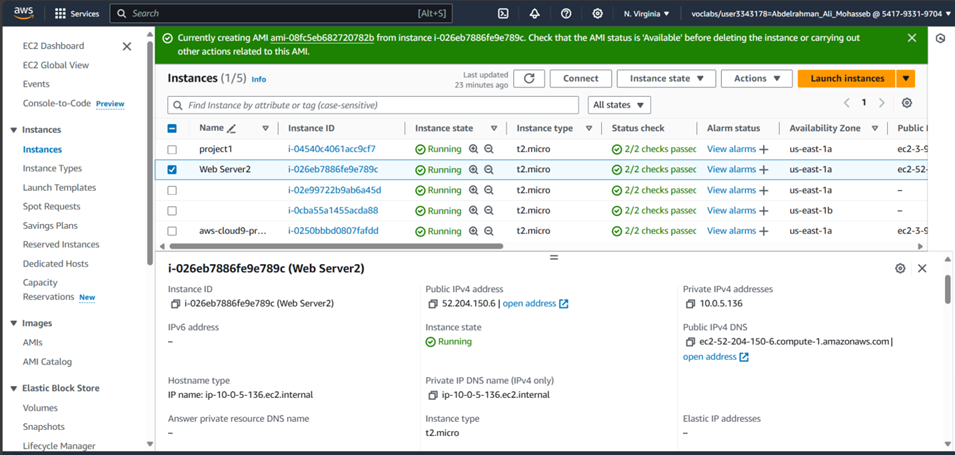 aws
Services
Search
[Alt+S]
N. Virginia
voclabs/user3343178=Abdelrahman_Ali_Mohasseb @ 5417-9331-9704
EC2 Dashboard
EC2 Global View
Events
Console-to-Code Preview
Instances
Instances
Instance Types
Launch Templates
Spot Requests
Savings Plans
Reserved Instances
Dedicated Hosts
Capacity
Reservations New
Images
AMIs
AMI Catalog
Elastic Block Store
Volumes
Snapshots
Lifecycle Manager
Currently creating AMI ami-08fc5eb682720782b from instance i-026eb7886fe9e789c. Check that the AMI status is 'Available' before deleting the instance or carrying out
other actions related to this AMI.
Instances (1/5) Info
Last updated
23 minutes ago
Connect
Instance state
Actions
Launch instances
Find Instance by attribute or tag (case-sensitive)
All states
1
Name Instance ID Instance state Instance type Status check Alarm status Availability Zone Public I
project1 i-04540c4061acc9cf7 Running t2.micro 2/2 checks passec View alarms + us-east-1a ec2-3-9
Web Server2 i-026eb7886fe9e789c Running t2.micro 2/2 checks passec View alarms + us-east-1a ec2-52-
i-02e99722b9ab6a45d Running t2.micro 2/2 checks passec View alarms + us-east-1a –
i-0cba55a1455acda88 Running t2.micro 2/2 checks passec View alarms + us-east-1b –
aws-cloud9-pr... i-0250bbbd0807fafdd Running t2.micro 2/2 checks passec View alarms + us-east-1a ec2-3-9
i-026eb7886fe9e789c (Web Server2)
Instance ID
i-026eb7886fe9e789c (Web Server2)
Public IPv4 address
52.204.150.6 | open address
Private IPv4 addresses
10.0.5.136
IPv6 address
–
Instance state
Running
Public IPv4 DNS
ec2-52-204-150-6.compute-1.amazonaws.com |
open address
Hostname type
IP name: ip-10-0-5-136.ec2.internal
Private IP DNS name (IPv4 only)
ip-10-0-5-136.ec2.internal
Answer private resource DNS name
–
Instance type
t2.micro
Elastic IP addresses
–